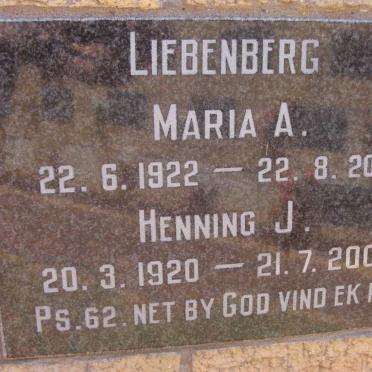 LIEBENBERG
MARIA A.
22. 6. 1922 — 22. 8. 20
HENNING J.
20. 3. 1920 — 21. 7. 200
PS. 62. NET BY GOD VIND EK